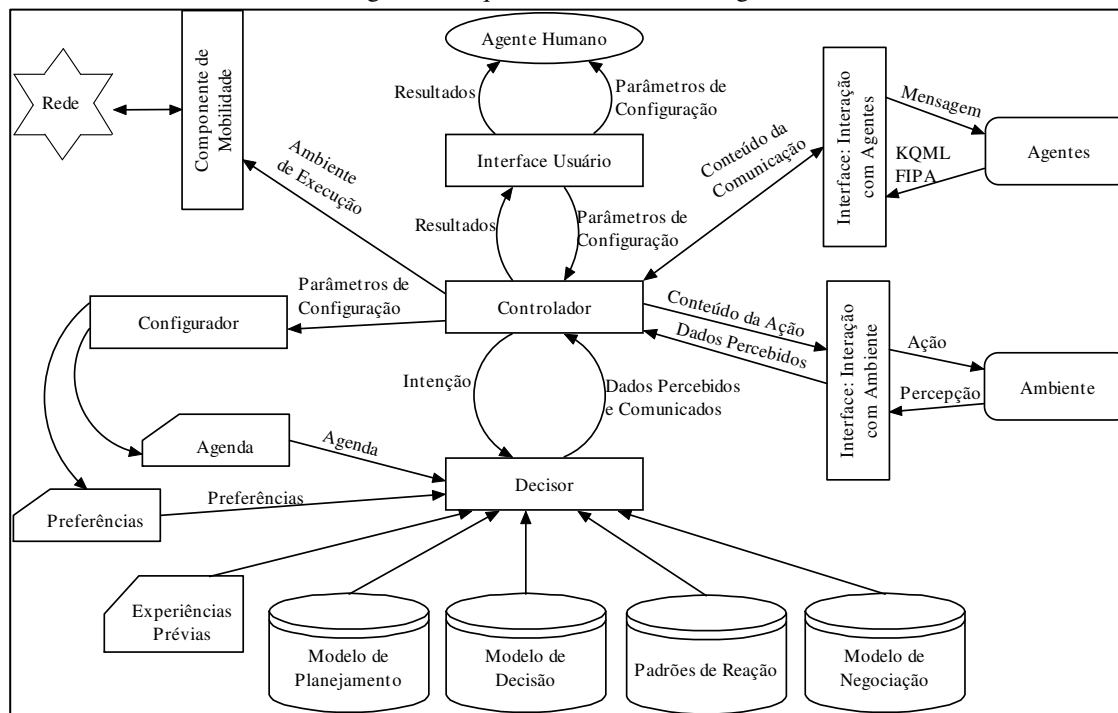 Agente Humano
Rede
Componente de
Mobilidade
Resultados
Parâmetros de
Configuração
Mensagem
Interface: Interação
com Agentes
Agentes
KQML
FIPA
Conteúdo da
Comunicação
Interface Usuário
Ambiente
de Execução
Resultados
Parâmetros de
Configuração
Parâmetros de
Configuração
Configurador
Controlador
Conteúdo da Ação
Dados Percebidos
Interface: Interação
com Ambiente
Ação
Percepção
Ambiente
Intenção
Dados Percebidos
e Comunicados
Agenda
Agenda
Decisor
Preferências
Preferências
Experiências
Prévias
Modelo de
Planejamento
Modelo de
Decisão
Padrões de Reação
Modelo de
Negociação